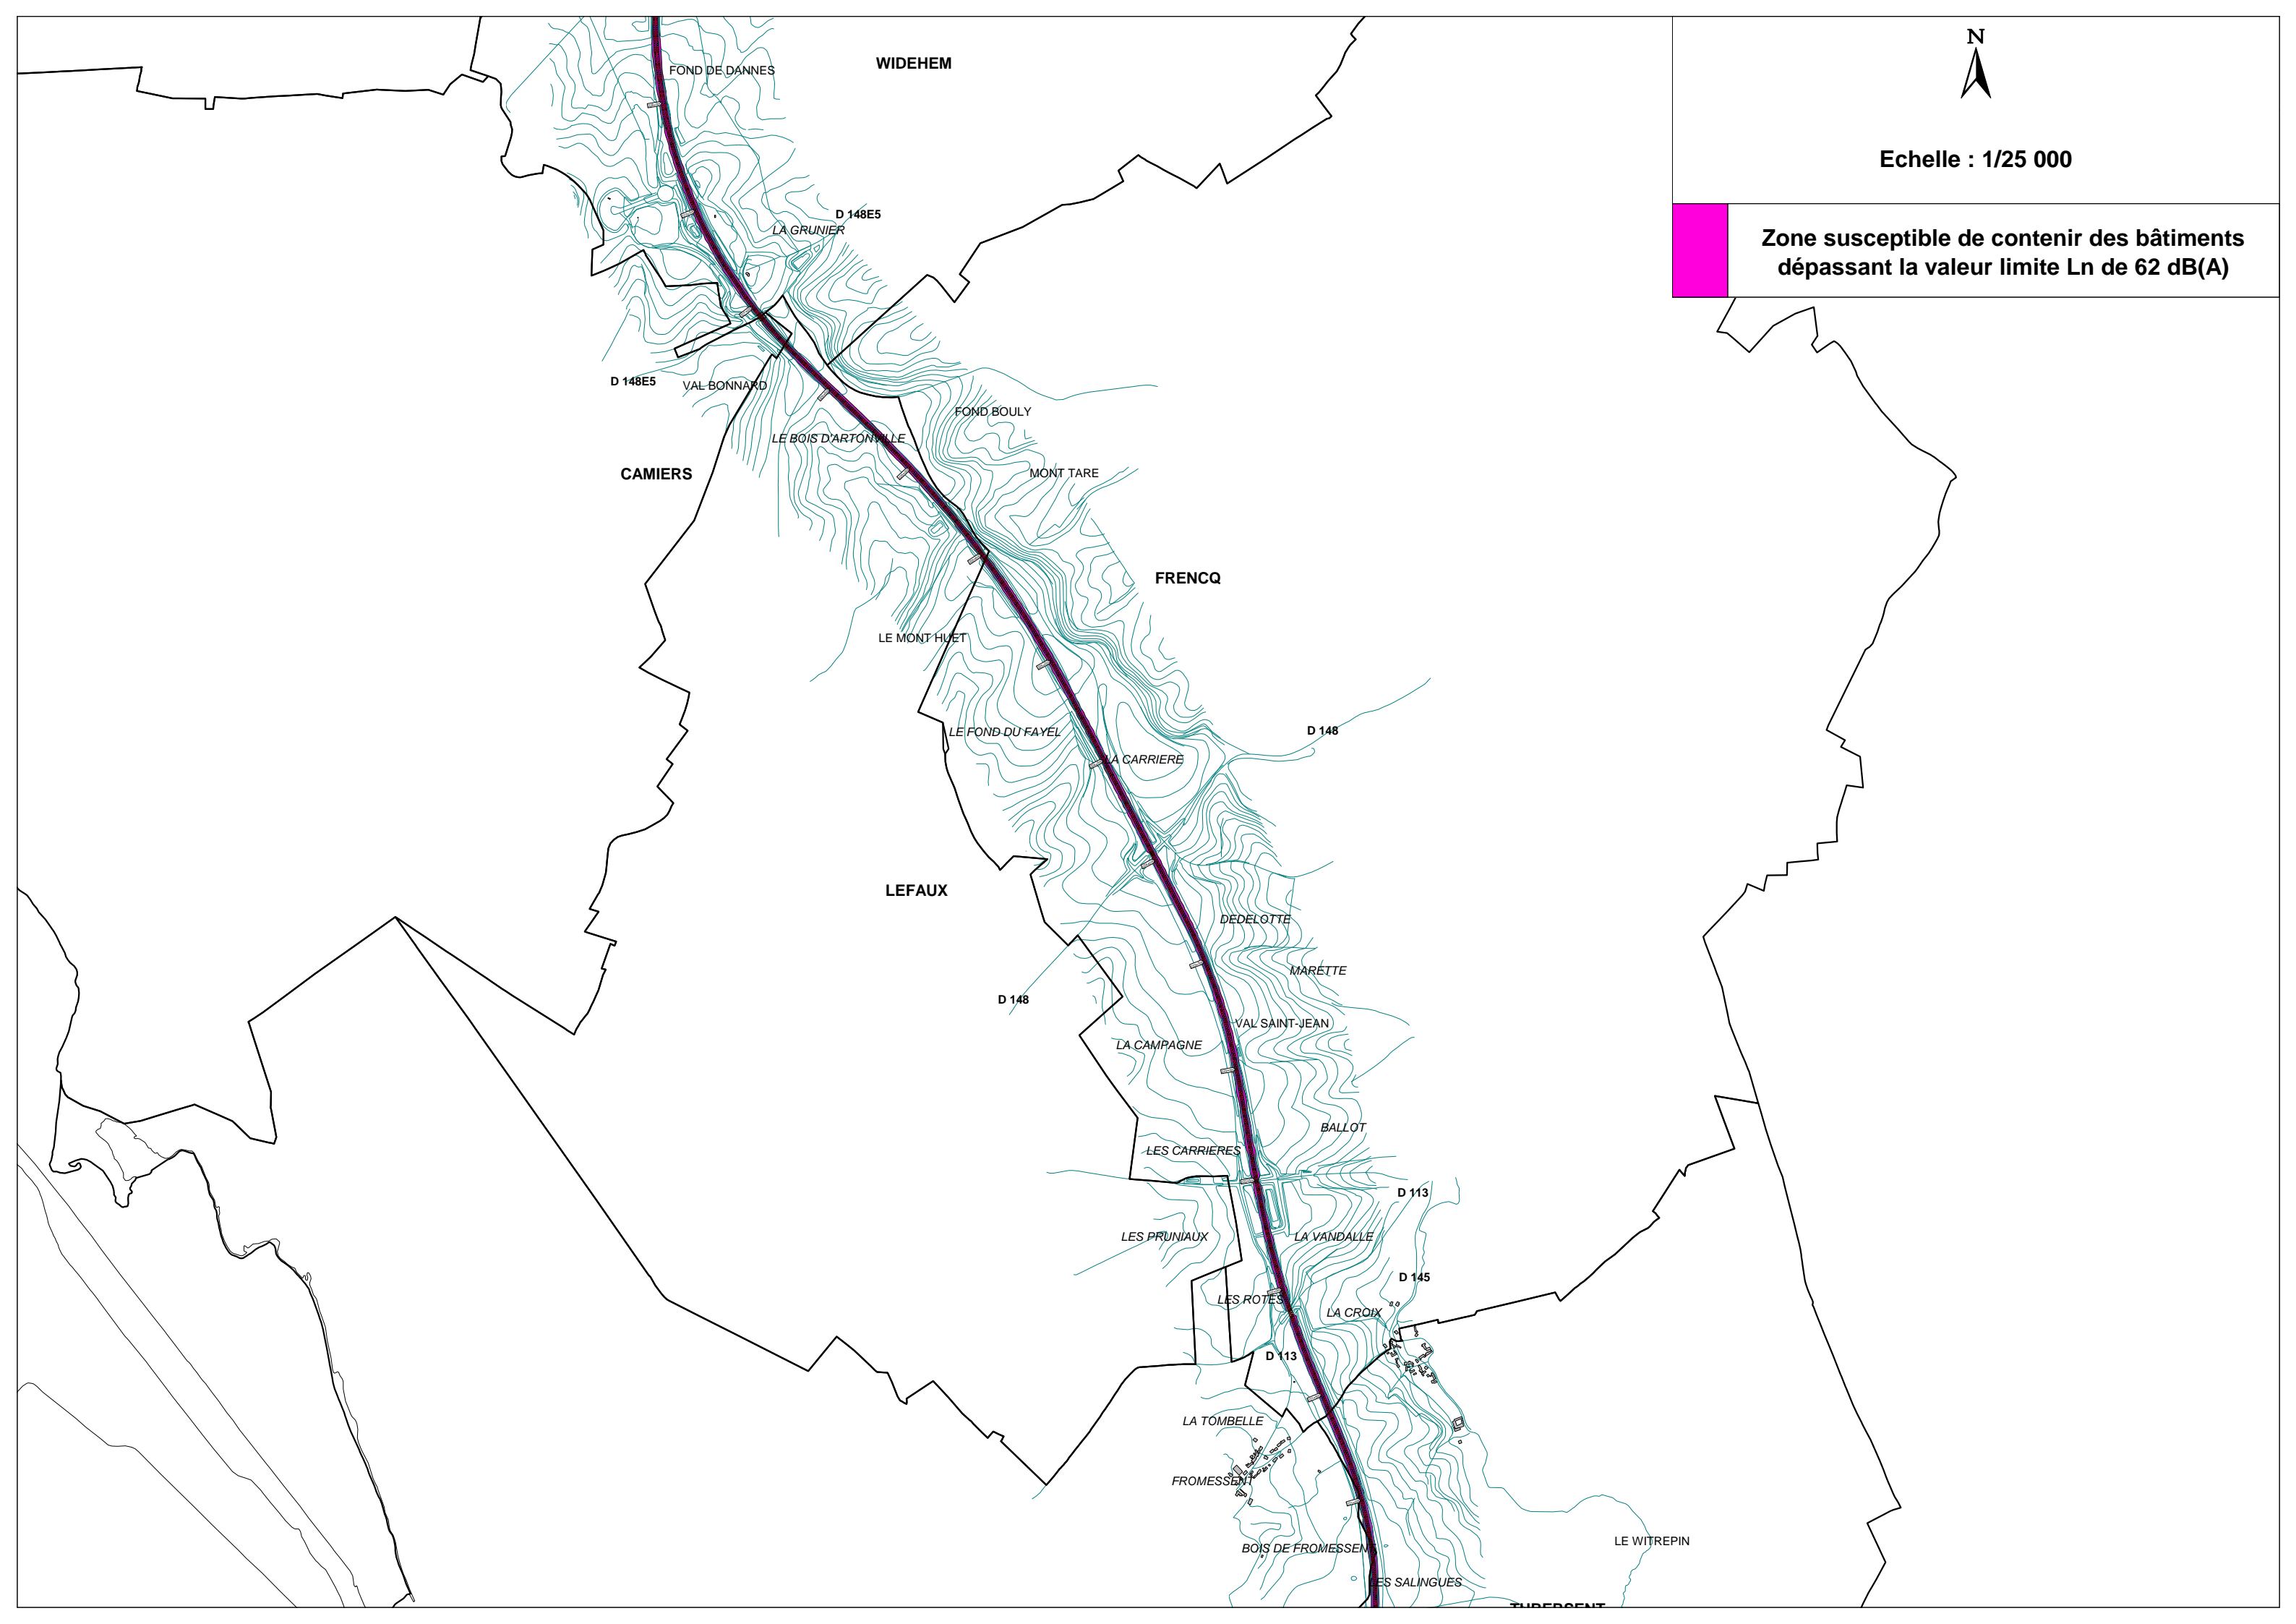 N
Echelle : 1/25 000
Zone susceptible de contenir des bâtiments
dépassant la valeur limite Ln de 62 dB(A)
WIDEHEM
FOND DE DANNES
D 148E5
LA GRUNIER
D 148E5
VAL BONNARD
FOND BOULY
LE BOIS D'ARTONVILLE
CAMIERS
MONT TARE
FRENCQ
LE MONT HUET
LE FOND DU FAYEL
D 148
LA CARRIERE
LEFAUX
DEDELOTTE
MARETTE
D 148
VAL SAINT-JEAN
LA CAMPAGNE
BALLOT
LES CARRIERES
D 113
LES PRUNIAUX
LA VANDALLE
D 145
LES ROTES
LA CROIX
D 113
LA TOMBELLE
FROMESSENT
LE WITREPIN
BOIS DE FROMESSENT
LES SALINGUES
TUBERSENT